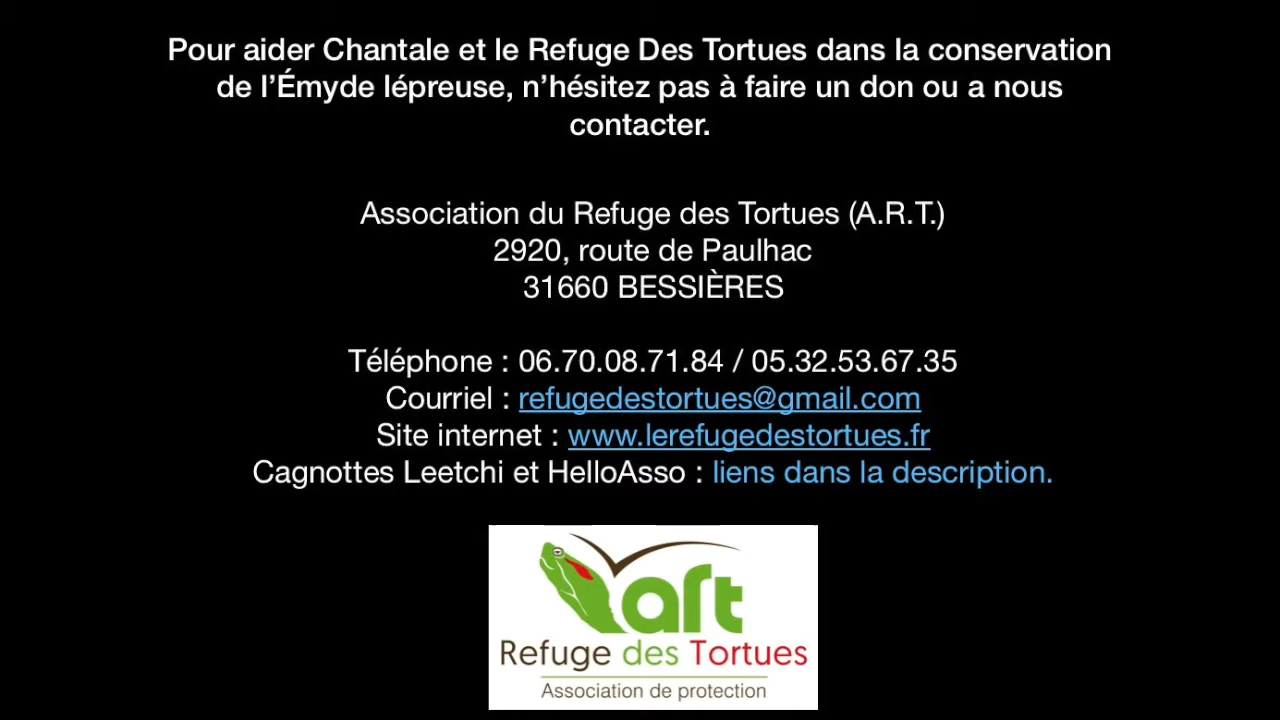 Pour aider Chantale et le Refuge Des Tortues dans la conservation
de l’Émyde lépreuse, n’hésitez pas à faire un don ou a nous
contacter.
Association du Refuge des Tortues (A.R.T.)
2920, route de Paulhac
31660 BESSIÈRES
Téléphone : 06.70.08.71.84 / 05.32.53.67.35
Courriel : refugedestortues@gmail.com
Site internet : www.lerefugedestortues.fr
Cagnottes Leetchi et HelloAsso : liens dans la description.
art
Refuge des Tortues
Association de protection